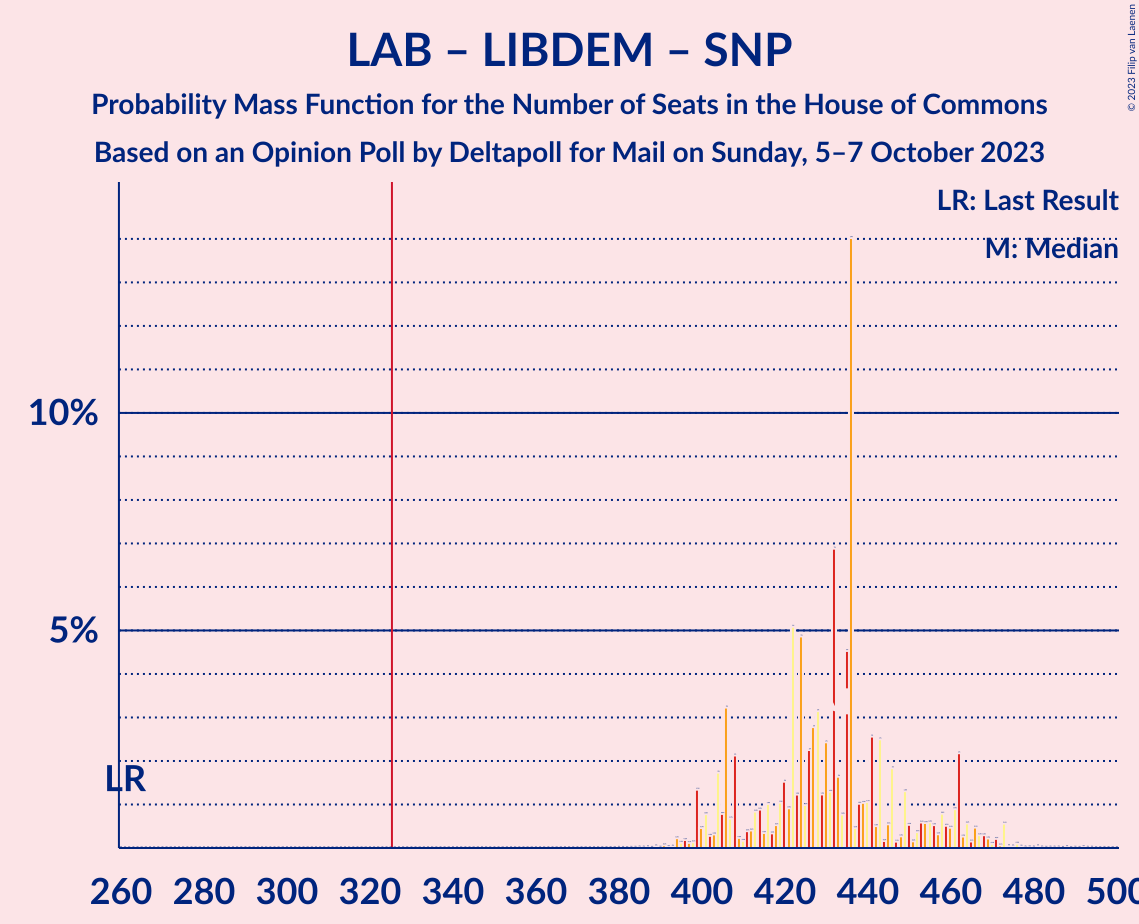 LAB – LIBDEM – SNP
Probability Mass Function for the Number of Seats in the House of Commons
Based on an Opinion Poll by Deltapoll for Mail on Sunday, 5–7 October 2023
© 2023 Filip van Laenen
LR: Last Result
M: Median
10%
5%
LR
260 280 300 320 340 360 380 400 420 440 460 480 500